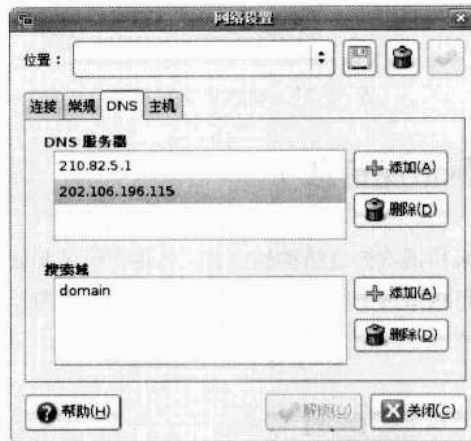 网络设置
位置：
连接 常规 DNS 主机
DNS 服务器
210.82.5.1
202.106.196.115
添加(A)
删除(D)
搜索域
domain
添加(A)
删除(D)
帮助(H) 解锁(U) 关闭(C)